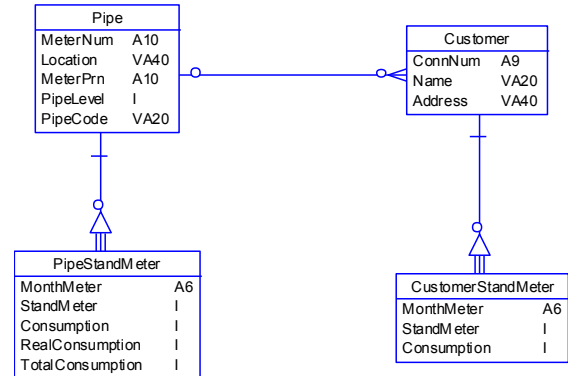 Pipe
MeterNum A10
Location VA40
MeterPrn A10
PipeLevel I
PipeCode VA20
Customer
ConnNum A9
Name VA20
Address VA40
PipeStandMeter
MonthMeter A6
StandMeter I
Consumption I
RealConsumption I
TotalConsumption I
CustomerStandMeter
MonthMeter A6
StandMeter I
Consumption I